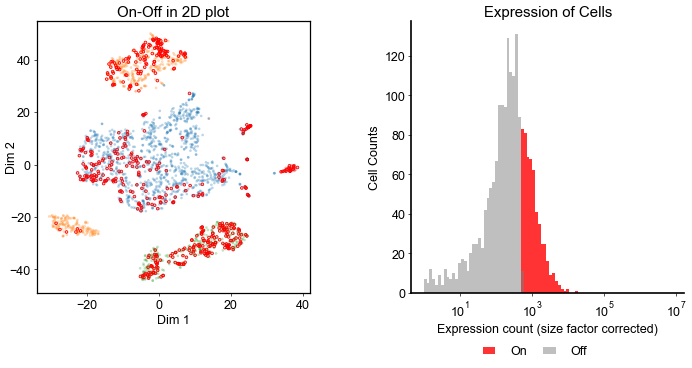 On-Off in 2D plot
Expression of Cells
Dim 2
40
20
0
−20
−40
−20
0
20
40
Dim 1
Cell Counts
120
100
80
60
40
20
0
10^1
10^3
10^5
10^7
Expression count (size factor corrected)
On
Off